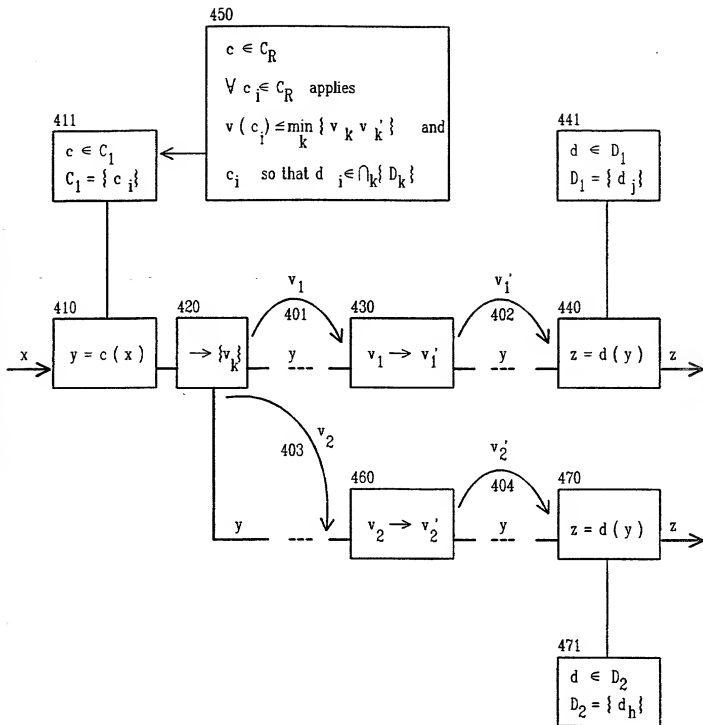 450
c ∈ C_R
∀ c_i ∈ C_R applies
v ( c_i ) ≤ min_k { v_k v_k' } and
c_i so that d_i ∈ ∩_k { D_k }
411
c ∈ C_1
C_1 = { c_i }
441
d ∈ D_1
D_1 = { d_j }
410
x
y = c ( x )
420
→ {v_k}
v_1
401
y
430
v_1 → v_1'
v_1'
402
y
440
z = d ( y )
z
403
v_2
y
460
v_2 → v_2'
v_2'
404
y
470
z = d ( y )
z
471
d ∈ D_2
D_2 = { d_h }